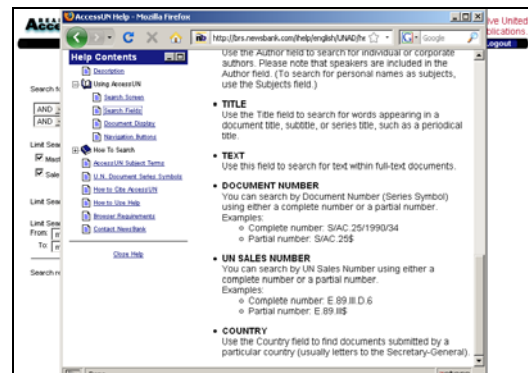 AccessUN Help - Mozilla Firefox
http://brs.newsbank.com/help/english/UNAD/he
Google
Acce
ive United
blications.
Logout
Search fo
AND
AND
Limit Sear
Mast
Sale
Limit Sear
Limit Sear
From: m
To: m
Search re
Help Contents
Description
Using AccessUN
Search Screen
Search Fields
Document Display
Navigation Buttons
How To Search
AccessUN Subject Terms
U.N. Document Series Symbols
How to Cite AccessUN
How to Use Help
Browser Requirements
Contact NewsBank
Close Help
Use the Author field to search for individual or corporate
authors. Please note that speakers are included in the
Author field. (To search for personal names as subjects,
use the Subjects field.)
• TITLE
Use the Title field to search for words appearing in a
document title, subtitle, or series title, such as a periodical
title.
• TEXT
Use this field to search for text within full-text documents.
• DOCUMENT NUMBER
You can search by Document Number (Series Symbol)
using either a complete number or a partial number.
Examples:
○ Complete number: S/AC.25/1990/34
○ Partial number: S/AC.25$
• UN SALES NUMBER
You can search by UN Sales Number using either a
complete number or a partial number.
Examples:
○ Complete number: E.89.III.D.6
○ Partial number: E.89.III$
• COUNTRY
Use the Country field to find documents submitted by a
particular country (usually letters to the Secretary-General).